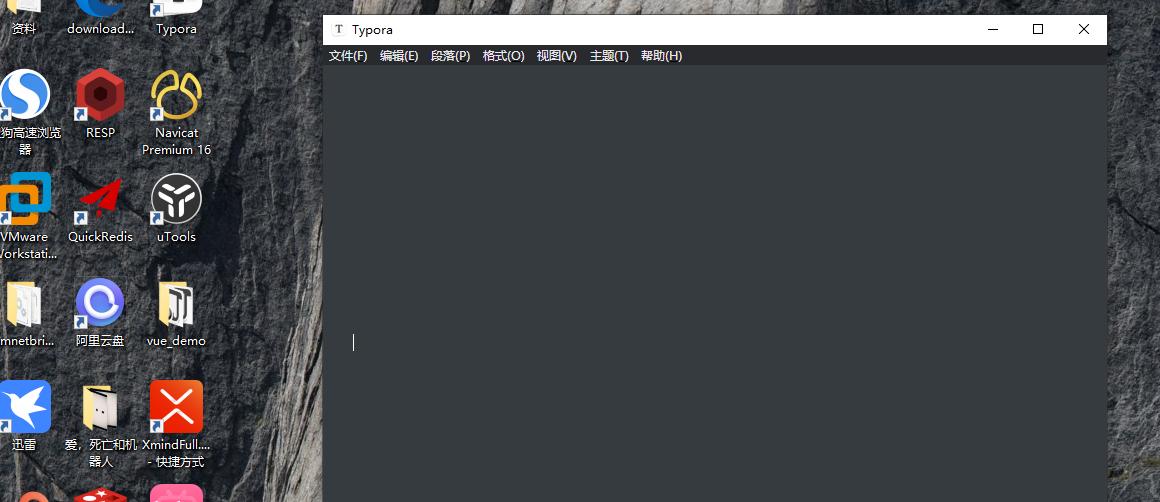 资料
download...
Typora
狗高速浏览
器
RESP
Navicat
Premium 16
VMware
Workstati...
QuickRedis
uTools
mnetbri...
阿里云盘
vue_demo
迅雷
爱，死亡和机
器人
XmindFull....
- 快捷方式
T
Typora
文件(F) 编辑(E) 段落(P) 格式(O) 视图(V) 主题(T) 帮助(H)